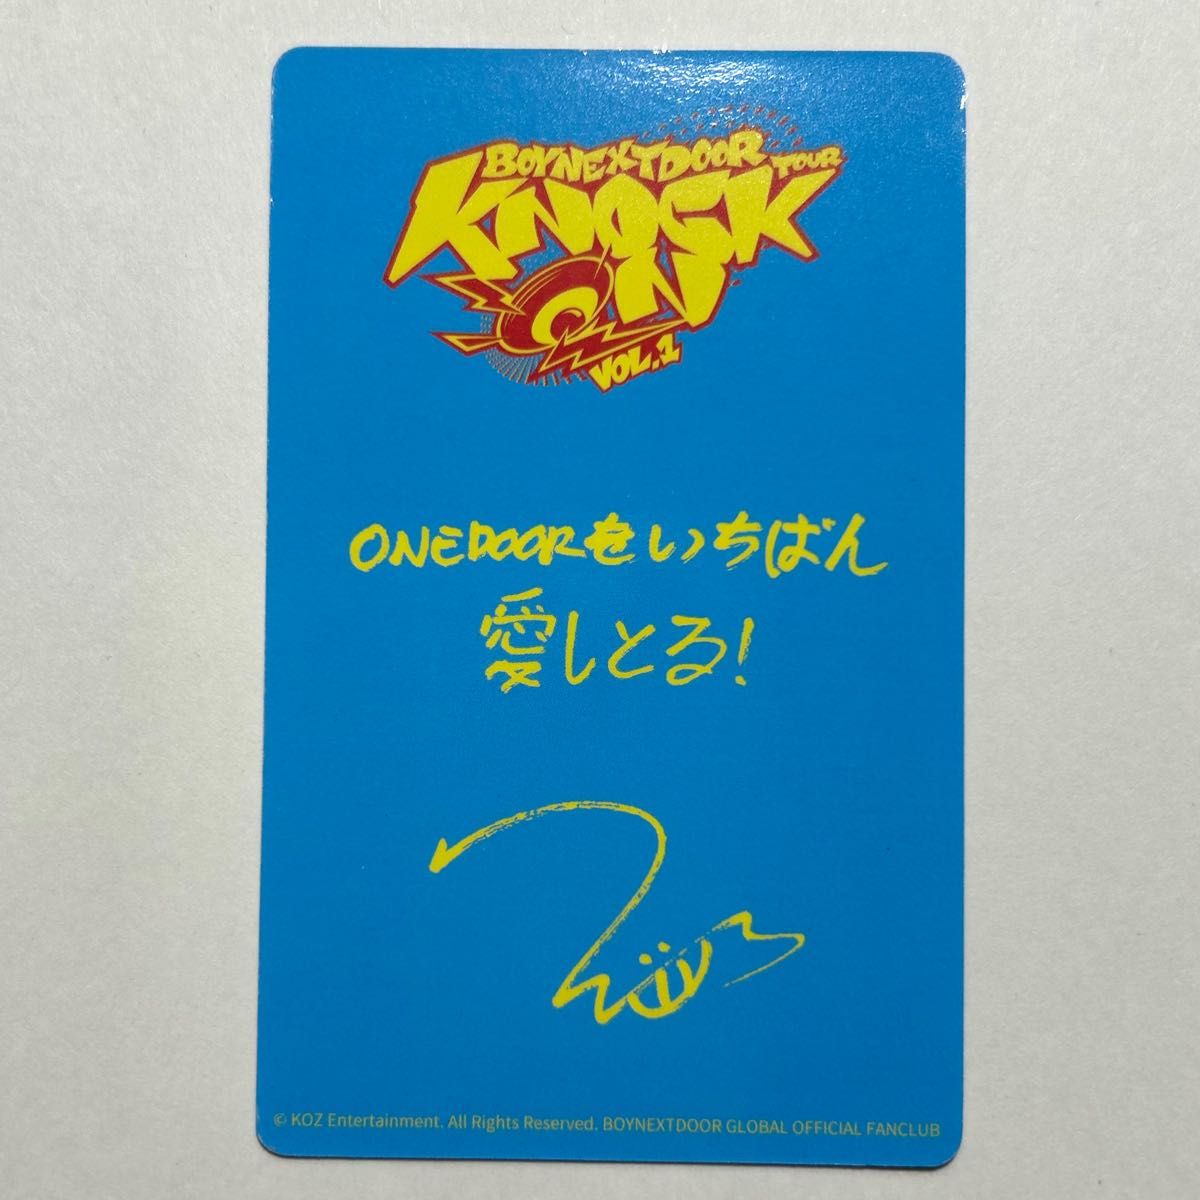 BOYNEXTDOOR TOUR
KNOCK
ON
VOL.1
ONEDOORをいちばん
愛しとる!
© KOZ Entertainment. All Rights Reserved. BOYNEXTDOOR GLOBAL OFFICIAL FANCLUB